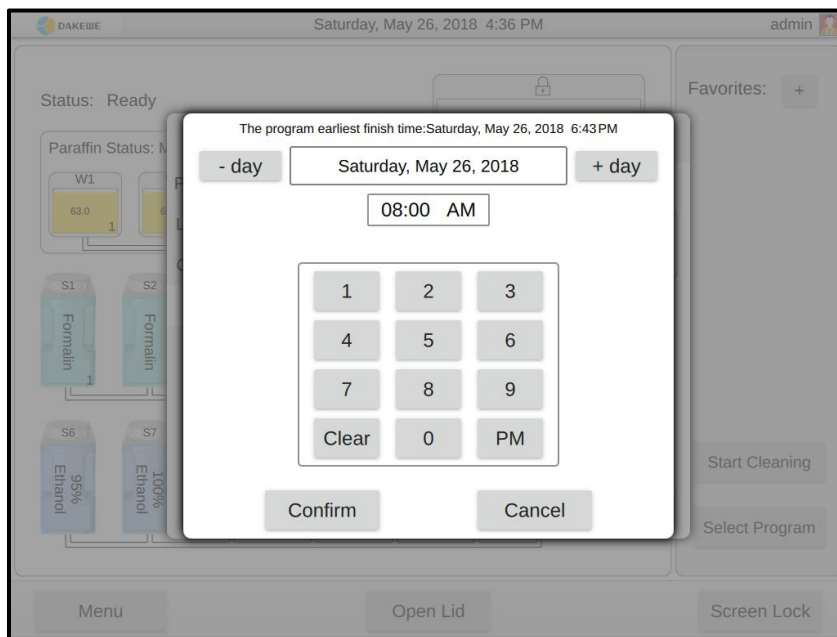 DAKEWE
Saturday, May 26, 2018 4:36 PM
admin
Status: Ready
Favorites: +
The program earliest finish time:Saturday, May 26, 2018 6:43PM
- day
Saturday, May 26, 2018
+ day
08:00 AM
Paraffin Status:
W1
63.0
1
1 2 3
4 5 6
7 8 9
Clear 0 PM
Confirm
Cancel
S1
S2
Formalin
Formalin
1
S6
S7
95%
Ethanol
100%
Ethanol
Start Cleaning
Select Program
Menu
Open Lid
Screen Lock